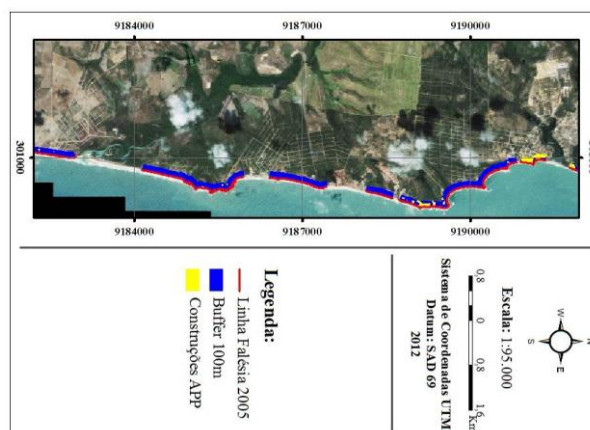 9184000
9187000
9190000
301000
9184000
9187000
9190000
Escala: 1:95.000
0,8
0
0,8
1,6
Km
Sistema de Coordenadas UTM
Datum: SAD 69
2012
Legenda:
Linha Falésia 2005
Buffer 100m
Construções APP
N
S
E
W